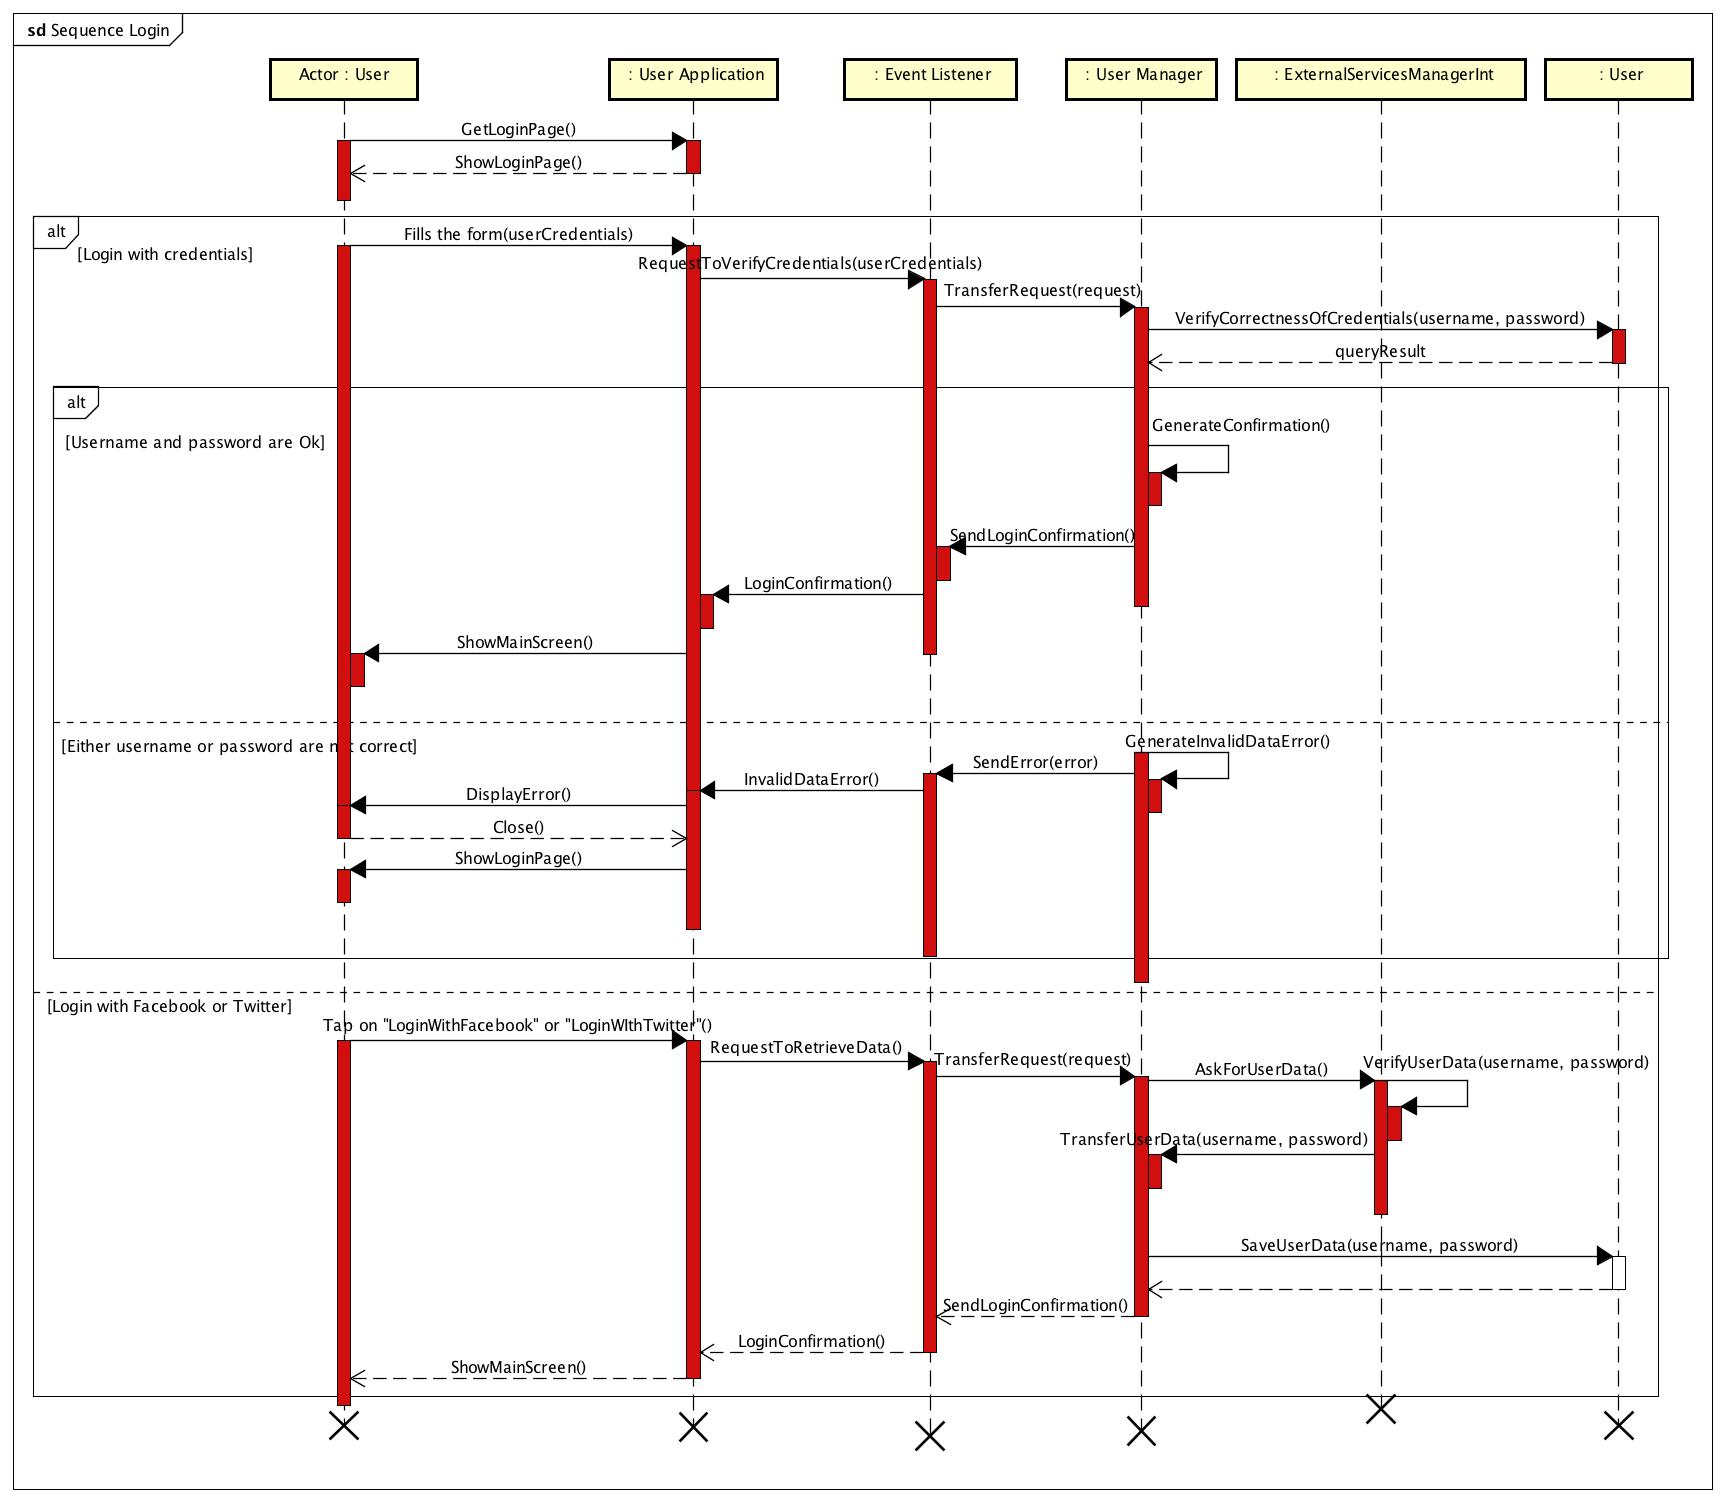 sd Sequence Login
Actor : User
: User Application
: Event Listener
: User Manager
: ExternalServicesManagerInt
: User
GetLoginPage()
ShowLoginPage()
alt
[Login with credentials]
Fills the form(userCredentials)
RequestToVerifyCredentials(userCredentials)
TransferRequest(request)
VerifyCorrectnessOfCredentials(username, password)
queryResult
alt
[Username and password are Ok]
GenerateConfirmation()
SendLoginConfirmation()
LoginConfirmation()
ShowMainScreen()
[Either username or password are not correct]
GenerateInvalidDataError()
SendError(error)
InvalidDataError()
DisplayError()
Close()
ShowLoginPage()
[Login with Facebook or Twitter]
Tap on "LoginWithFacebook" or "LoginWIthTwitter"()
RequestToRetrieveData()
TransferRequest(request)
AskForUserData()
VerifyUserData(username, password)
TransferUserData(username, password)
SaveUserData(username, password)
SendLoginConfirmation()
LoginConfirmation()
ShowMainScreen()